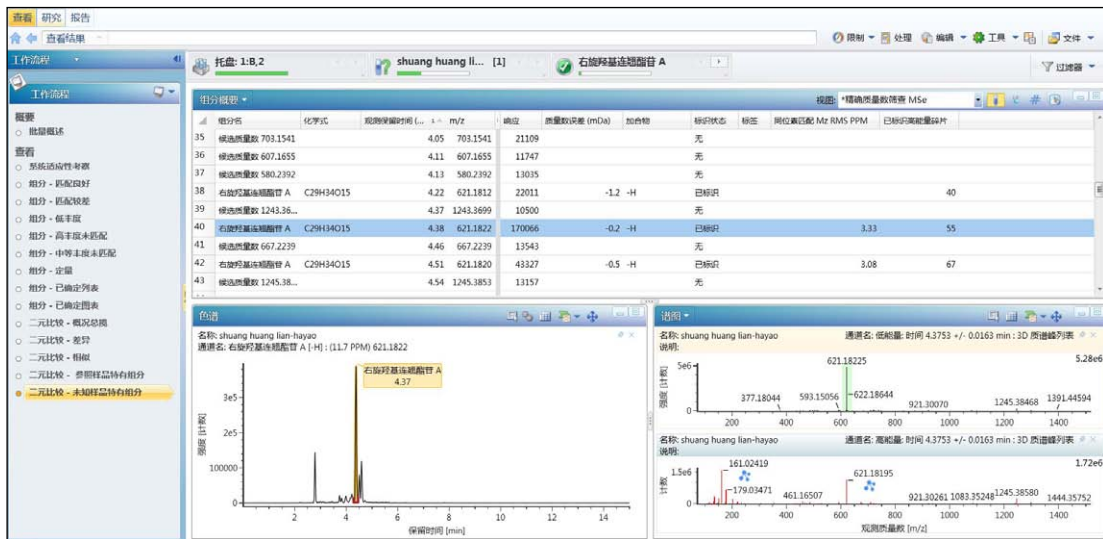 查看 研究 报告
查看结果
限制 处理 编辑 工具 文件
工作流程
托盘: 1:B,2 shuang huang li... [1] 右旋羟基连翘酯苷 A 过滤器
工作流程
概要
批量概述
查看
系统适应性考察
组分 - 匹配良好
组分 - 匹配较差
组分 - 低丰度
组分 - 高丰度未匹配
组分 - 中等丰度未匹配
组分 - 定量
组分 - 已确定列表
组分 - 已确定图表
二元比较 - 概况总揽
二元比较 - 差异
二元比较 - 相似
二元比较 - 参照样品特有组分
二元比较 - 未知样品特有组分
组分概要 视图: *精确质量数筛查 MSe
组分名 化学式 观测保留时间 (... 1 m/z 响应 质量数误差 (mDa) 加合物 标识状态 标签 同位素匹配 Mz RMS PPM 已标识高能量碎片
35 候选质量数 703.1541 4.05 703.1541 21109 无
36 候选质量数 607.1655 4.11 607.1655 11747 无
37 候选质量数 580.2392 4.13 580.2392 13035 无
38 右旋羟基连翘酯苷 A C29H34O15 4.22 621.1812 22011 -1.2 -H 已标识 40
39 候选质量数 1243.36... 4.37 1243.3699 10500 无
40 右旋羟基连翘酯苷 A C29H34O15 4.38 621.1822 170066 -0.2 -H 已标识 3.33 55
41 候选质量数 667.2239 4.46 667.2239 13543 无
42 右旋羟基连翘酯苷 A C29H34O15 4.51 621.1820 43327 -0.5 -H 已标识 3.08 67
43 候选质量数 1245.38... 4.54 1245.3853 13157 无
色谱
名称: shuang huang lian-hayao
通道名: 右旋羟基连翘酯苷 A [-H] : (11.7 PPM) 621.1822
右旋羟基连翘酯苷 A
4.37
强度 [计数]
3e5
2e5
100000
0
2 4 6 8 10 12 14
保留时间 [min]
谱图
名称: shuang huang lian-hayao 通道名: 低能量: 时间 4.3753 +/- 0.0163 min : 3D 质谱峰列表
说明:
5.28e6
621.18225
5e6
强度 [计数]
377.18044 593.15056 622.18644 921.30070 1245.38468 1391.44594
0
200 400 600 800 1000 1200 1400
名称: shuang huang lian-hayao 通道名: 高能量: 时间 4.3753 +/- 0.0163 min : 3D 质谱峰列表
说明:
1.72e6
161.02419 621.18195
1.5e6
计数
179.03471 461.16507 921.30261 1083.35248 1245.38580 1444.35752
0
200 400 600 800 1000 1200 1400
观测质量数 [m/z]